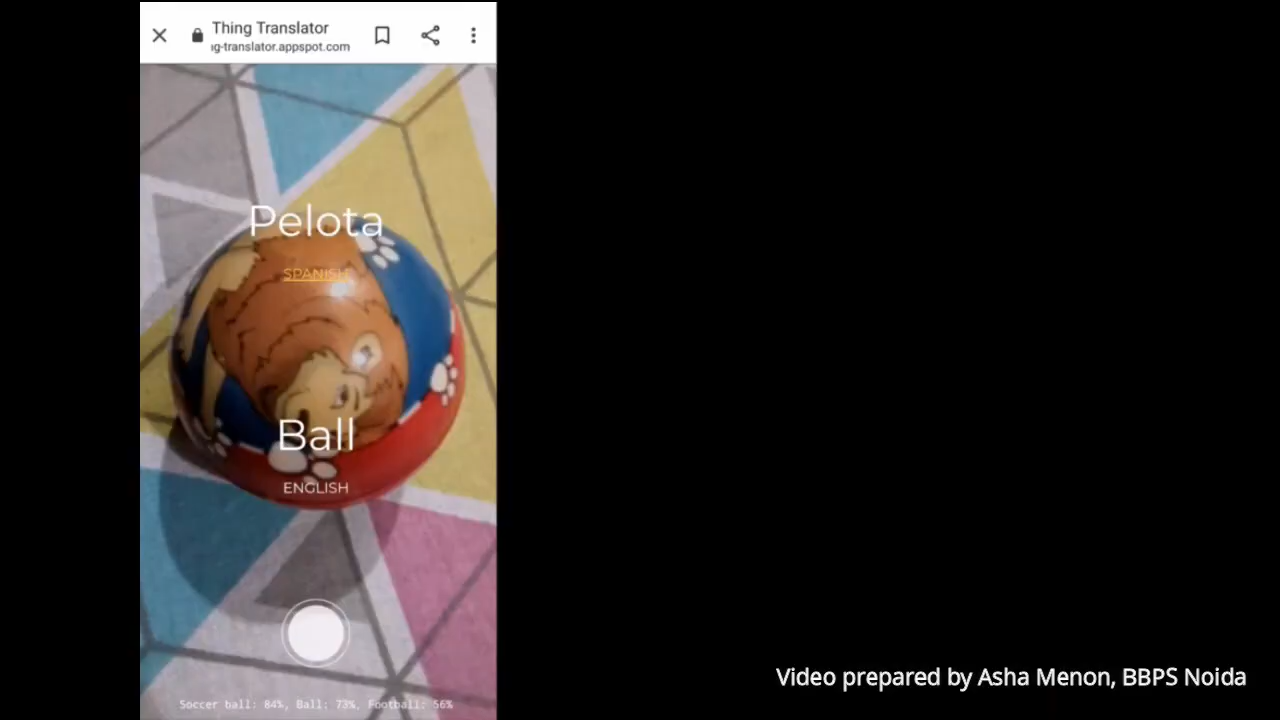 Thing Translator
ıg-translator.appspot.com
Pelota
SPANISH
Ball
ENGLISH
Soccer ball: 84%, Ball: 73%, Football: 56%
Video prepared by Asha Menon, BBPS Noida